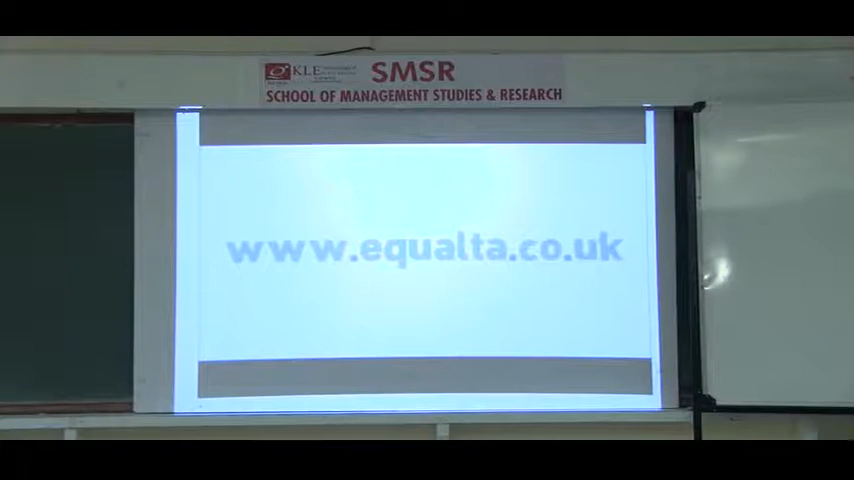 KLE
SMSR
SCHOOL OF MANAGEMENT STUDIES & RESEARCH
www.equalta.co.uk